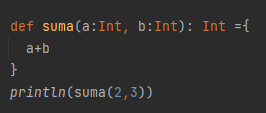 def suma(a:Int, b:Int): Int ={
  a+b
}
println(suma(2,3))